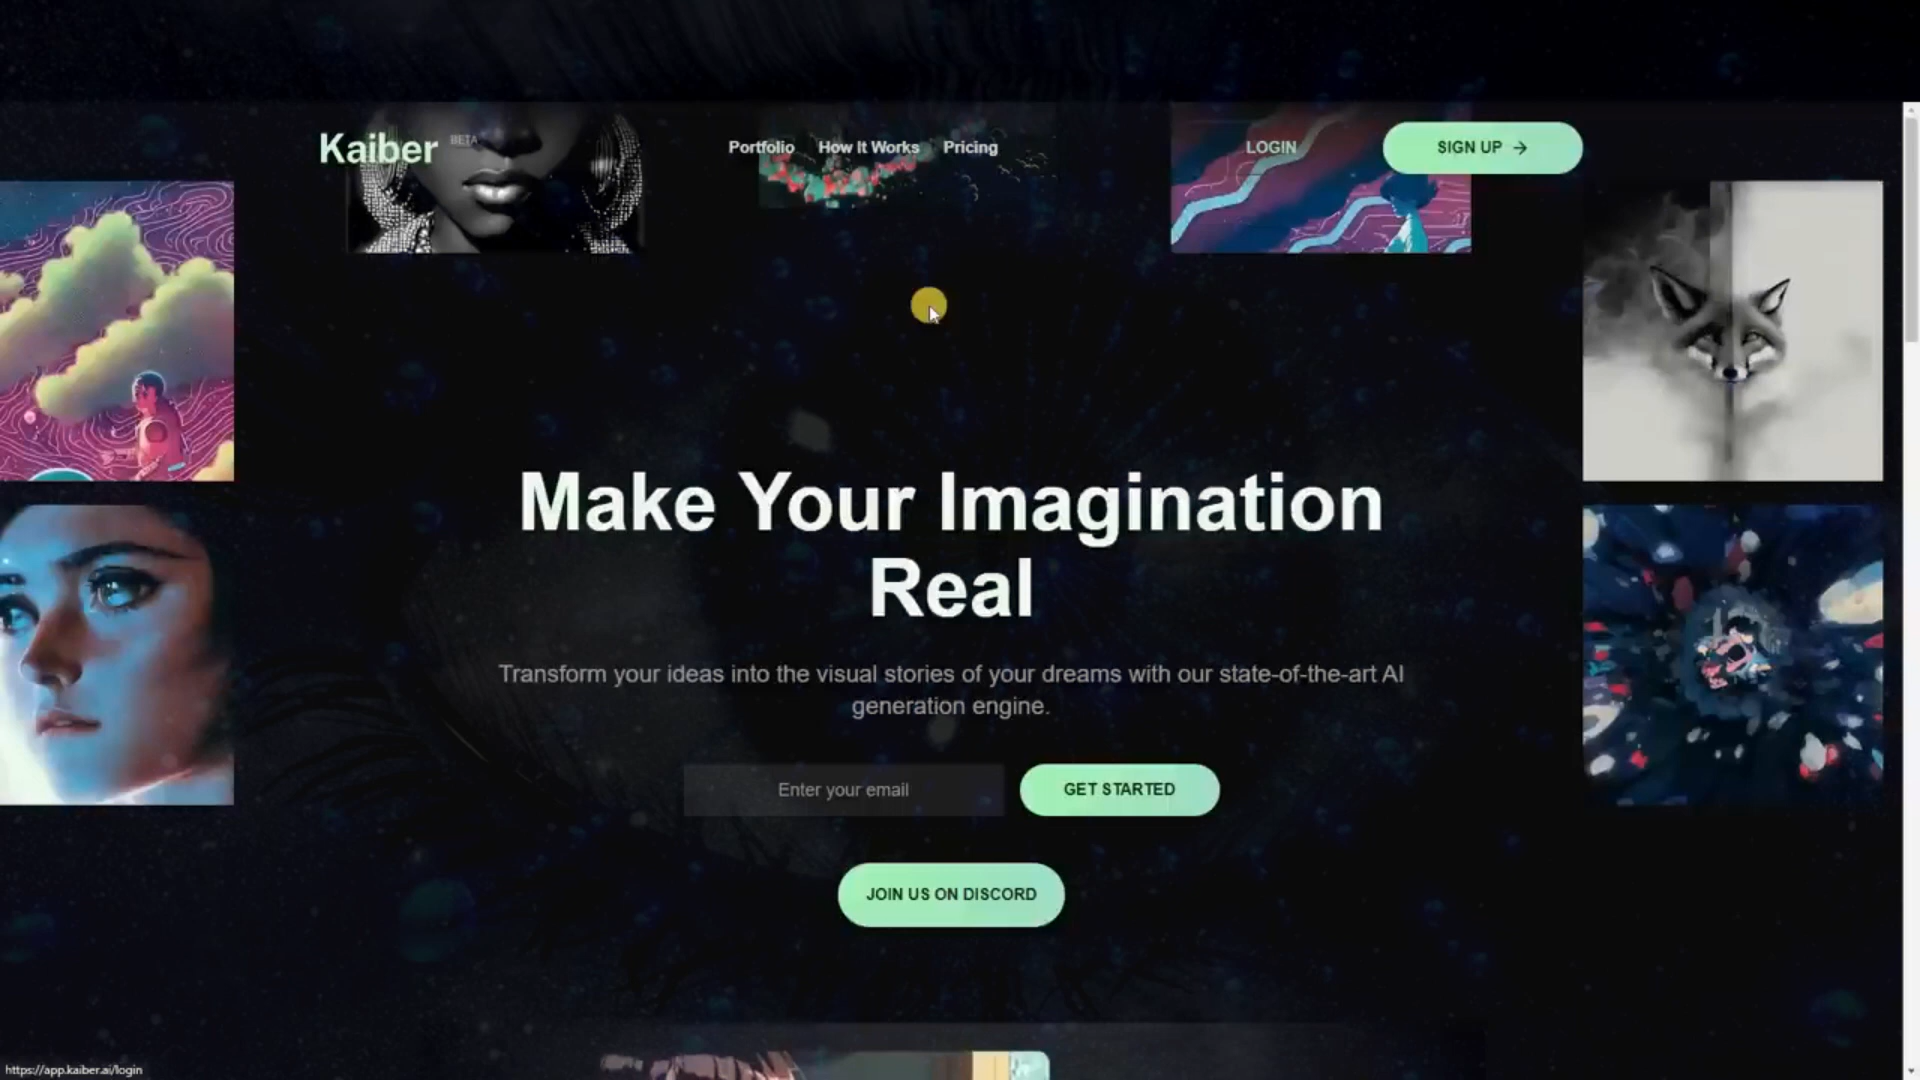 Kaiber BETA
Portfolio How It Works Pricing
LOGIN
SIGN UP →
Make Your Imagination
Real
Transform your ideas into the visual stories of your dreams with our state-of-the-art AI
generation engine.
Enter your email
GET STARTED
JOIN US ON DISCORD
https://app.kaiber.ai/login